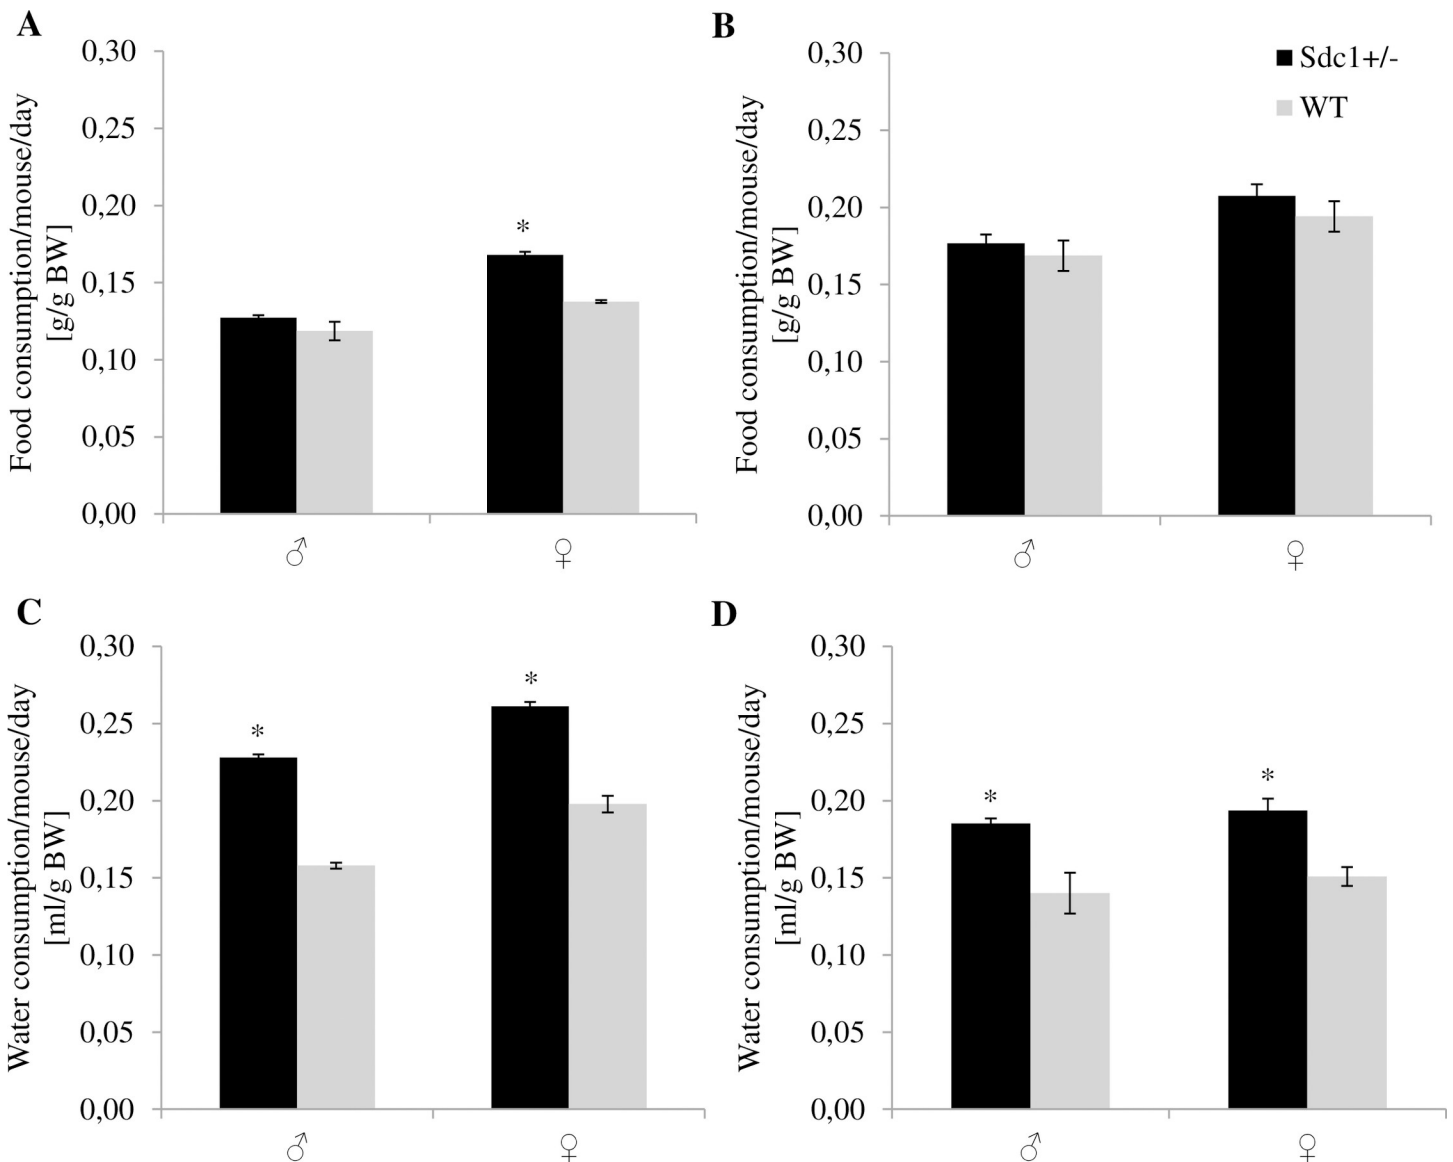 A
Food consumption/mouse/day
[g/g BW]
0,30
0,25
0,20
0,15
0,10
0,05
0,00
*
♂
♀
B
Food consumption/mouse/day
[g/g BW]
0,30
0,25
0,20
0,15
0,10
0,05
0,00
Sdc1+/-
WT
♂
♀
C
Water consumption/mouse/day
[ml/g BW]
0,30
0,25
0,20
0,15
0,10
0,05
0,00
*
*
♂
♀
D
Water consumption/mouse/day
[ml/g BW]
0,30
0,25
0,20
0,15
0,10
0,05
0,00
*
*
♂
♀